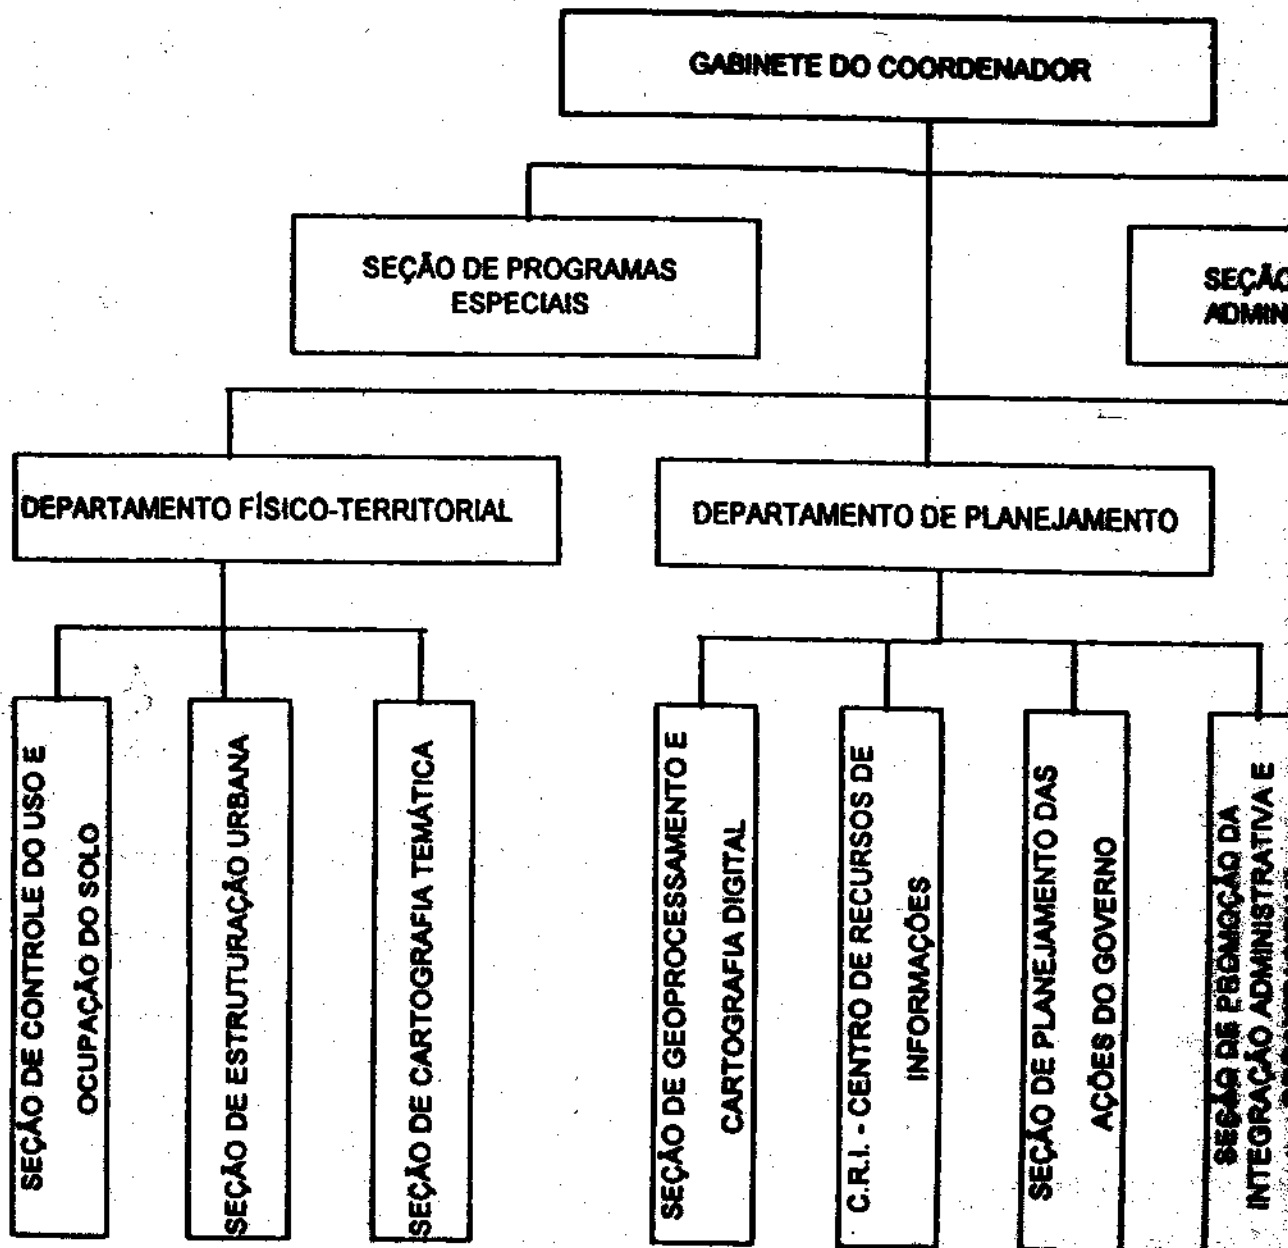 GABINETE DO COORDENADOR
SEÇÃO DE PROGRAMAS
ESPECIAIS
SEÇÃO
ADMIN
DEPARTAMENTO FÍSICO-TERRITORIAL
DEPARTAMENTO DE PLANEJAMENTO
SEÇÃO DE CONTROLE DO USO E
OCUPAÇÃO DO SOLO
SEÇÃO DE ESTRUTURAÇÃO URBANA
SEÇÃO DE CARTOGRAFIA TEMÁTICA
SEÇÃO DE GEOPROCESSAMENTO E
CARTOGRAFIA DIGITAL
C.R.I. - CENTRO DE RECURSOS DE
INFORMAÇÕES
SEÇÃO DE PLANEJAMENTO DAS
AÇÕES DO GOVERNO
SEÇÃO DE PROMOÇÃO DA
INTEGRAÇÃO ADMINISTRATIVA E